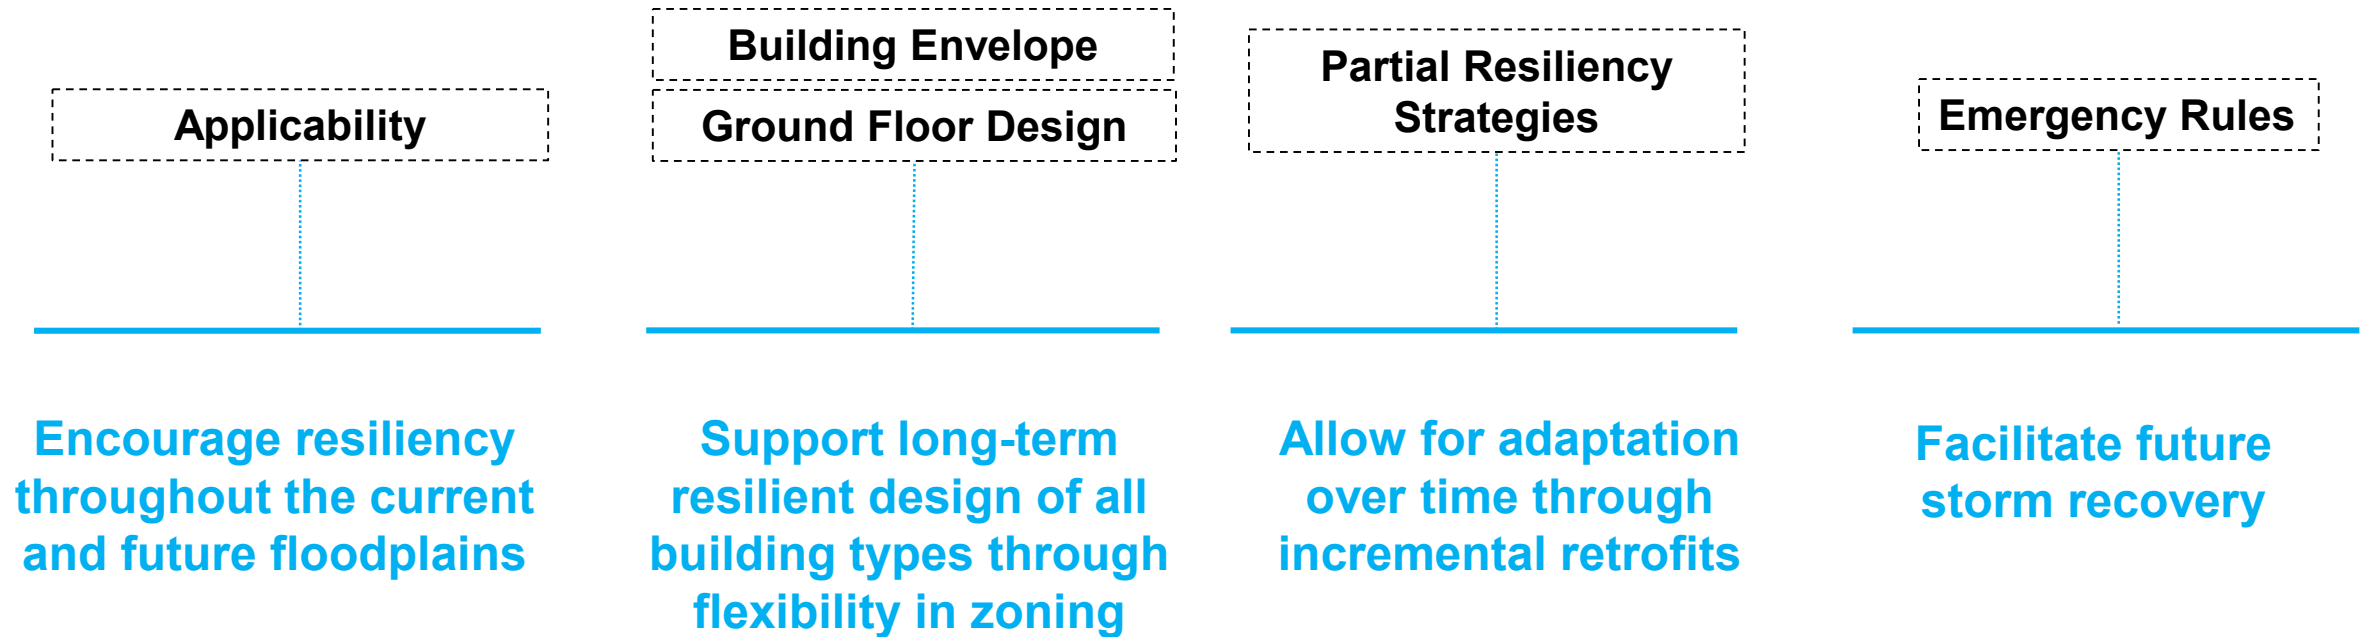 Applicability
Encourage resiliency
throughout the current
and future floodplains
Building Envelope
Ground Floor Design
Support long-term
resilient design of all
building types through
flexibility in zoning
Partial Resiliency
Strategies
Allow for adaptation
over time through
incremental retrofits
Emergency Rules
Facilitate future
storm recovery